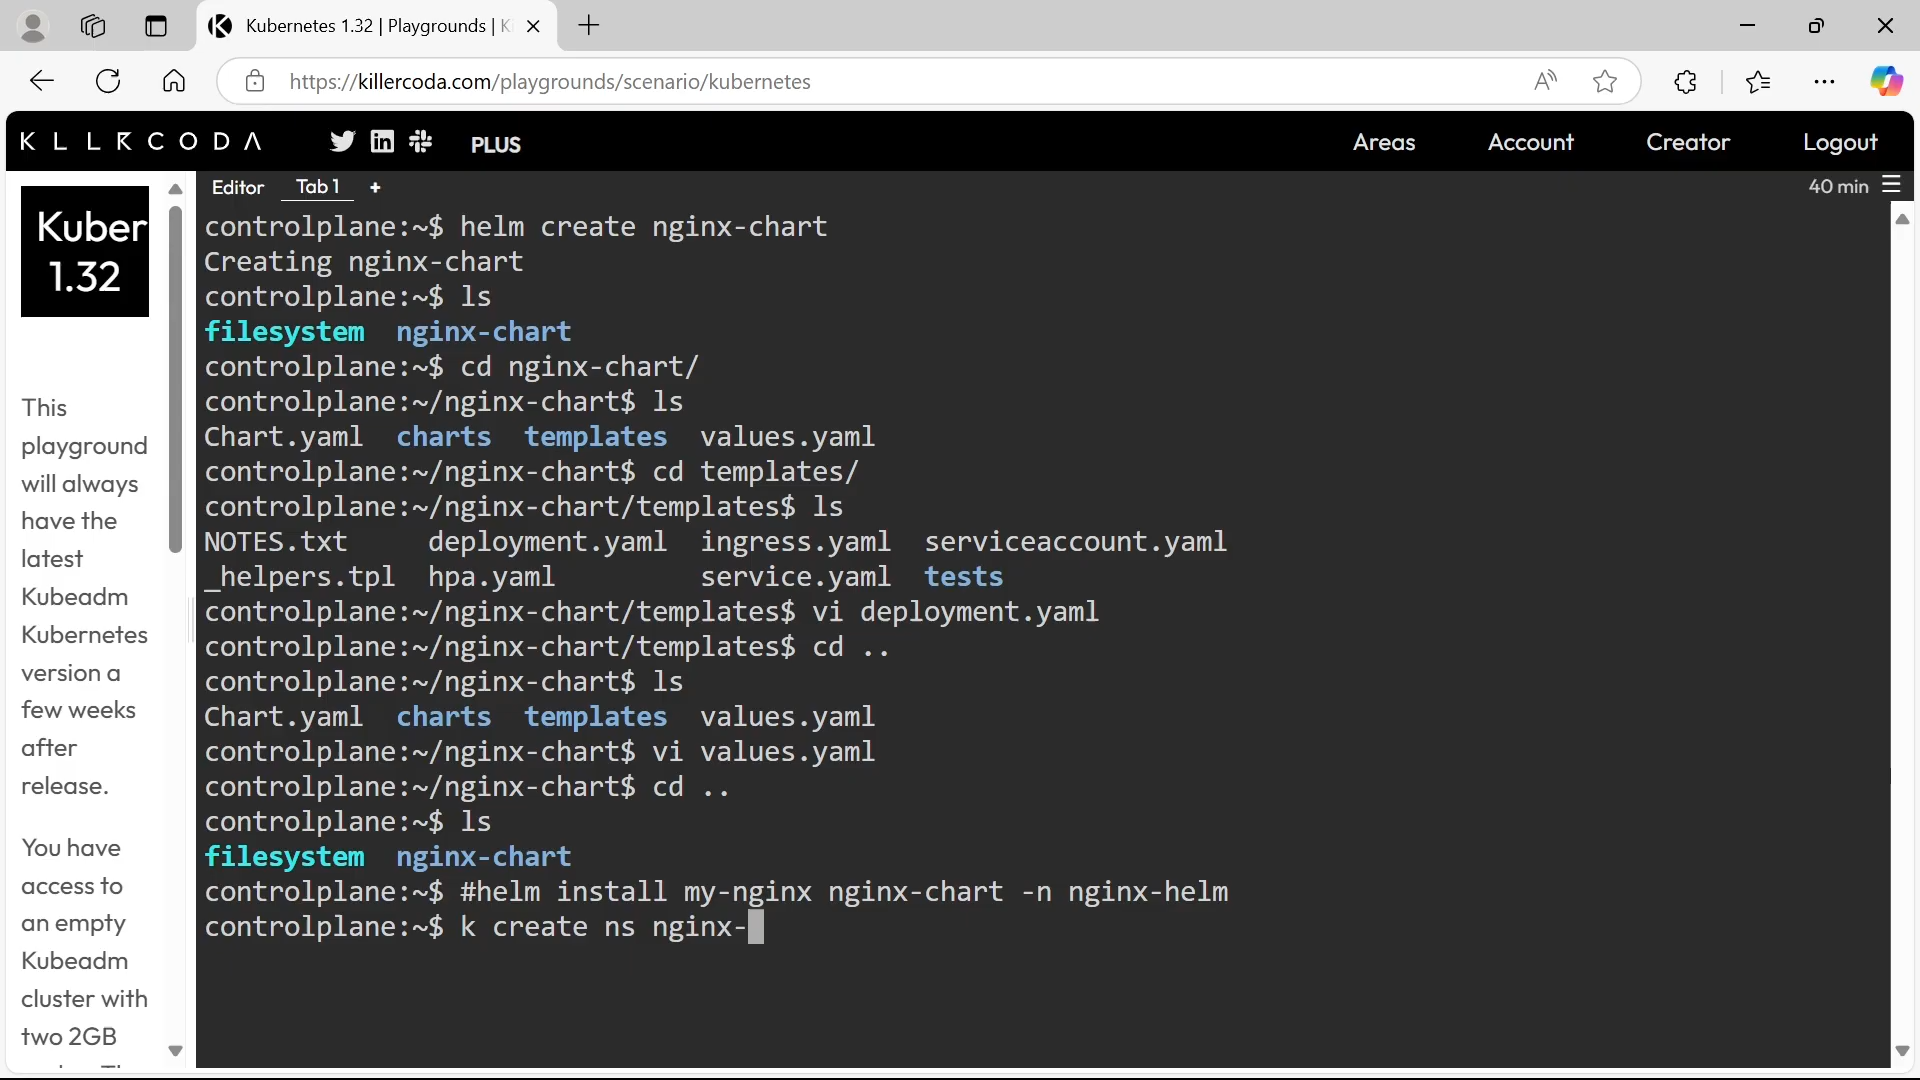 Kubernetes 1.32 | Playgrounds | Ki
https://killercoda.com/playgrounds/scenario/kubernetes
KILLERCODA
PLUS
Areas
Account
Creator
Logout
Editor
Tab 1
+
40 min
Kuber
1.32
This
playground
will always
have the
latest
Kubeadm
Kubernetes
version a
few weeks
after
release.
You have
access to
an empty
Kubeadm
cluster with
two 2GB
controlplane:~$ helm create nginx-chart
Creating nginx-chart
controlplane:~$ ls
filesystem  nginx-chart
controlplane:~$ cd nginx-chart/
controlplane:~/nginx-chart$ ls
Chart.yaml  charts  templates  values.yaml
controlplane:~/nginx-chart$ cd templates/
controlplane:~/nginx-chart/templates$ ls
NOTES.txt     deployment.yaml  ingress.yaml  serviceaccount.yaml
_helpers.tpl  hpa.yaml         service.yaml  tests
controlplane:~/nginx-chart/templates$ vi deployment.yaml
controlplane:~/nginx-chart/templates$ cd ..
controlplane:~/nginx-chart$ ls
Chart.yaml  charts  templates  values.yaml
controlplane:~/nginx-chart$ vi values.yaml
controlplane:~/nginx-chart$ cd ..
controlplane:~$ ls
filesystem  nginx-chart
controlplane:~$ #helm install my-nginx nginx-chart -n nginx-helm
controlplane:~$ k create ns nginx-